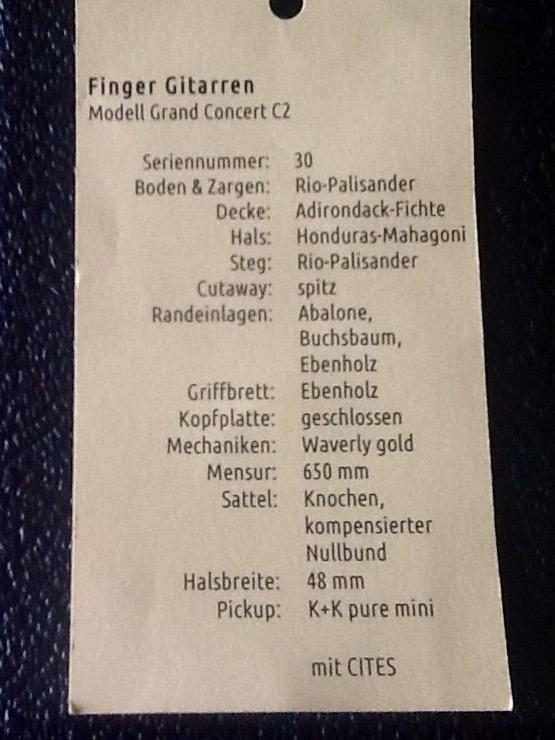 Finger Gitarren
Modell Grand Concert C2
Seriennummer: 30
Boden & Zargen: Rio-Palisander
Decke: Adirondack-Fichte
Hals: Honduras-Mahagoni
Steg: Rio-Palisander
Cutaway: spitz
Randeinlagen: Abalone,
Buchsbaum,
Ebenholz
Griffbrett: Ebenholz
Kopfplatte: geschlossen
Mechaniken: Waverly gold
Mensur: 650 mm
Sattel: Knochen,
kompensierter
Nullbund
Halsbreite: 48 mm
Pickup: K+K pure mini
mit CITES